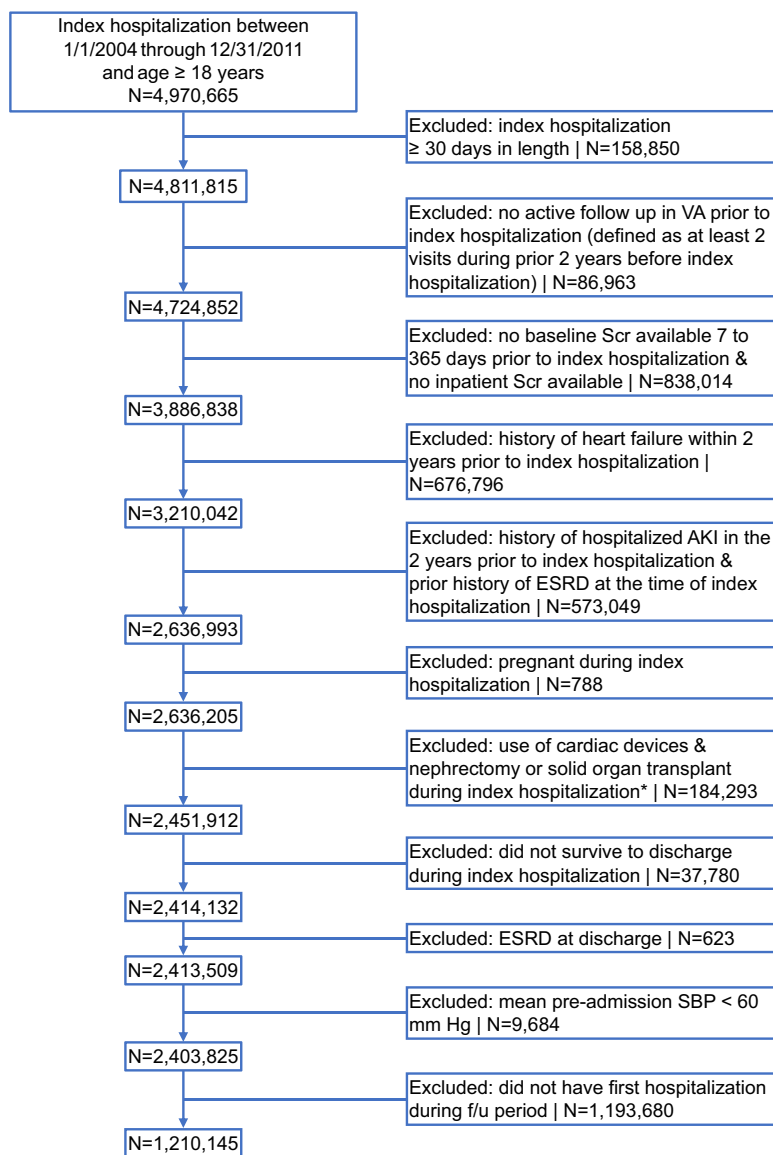 Index hospitalization between
1/1/2004 through 12/31/2011
and age ≥ 18 years
N=4,970,665
Excluded: index hospitalization
≥ 30 days in length | N=158,850
N=4,811,815
Excluded: no active follow up in VA prior to
index hospitalization (defined as at least 2
visits during prior 2 years before index
hospitalization) | N=86,963
N=4,724,852
Excluded: no baseline Scr available 7 to
365 days prior to index hospitalization &
no inpatient Scr available | N=838,014
N=3,886,838
Excluded: history of heart failure within 2
years prior to index hospitalization |
N=676,796
N=3,210,042
Excluded: history of hospitalized AKI in the
2 years prior to index hospitalization &
prior history of ESRD at the time of index
hospitalization | N=573,049
N=2,636,993
Excluded: pregnant during index
hospitalization | N=788
N=2,636,205
Excluded: use of cardiac devices &
nephrectomy or solid organ transplant
during index hospitalization* | N=184,293
N=2,451,912
Excluded: did not survive to discharge
during index hospitalization | N=37,780
N=2,414,132
Excluded: ESRD at discharge | N=623
N=2,413,509
Excluded: mean pre-admission SBP < 60
mm Hg | N=9,684
N=2,403,825
Excluded: did not have first hospitalization
during f/u period | N=1,193,680
N=1,210,145